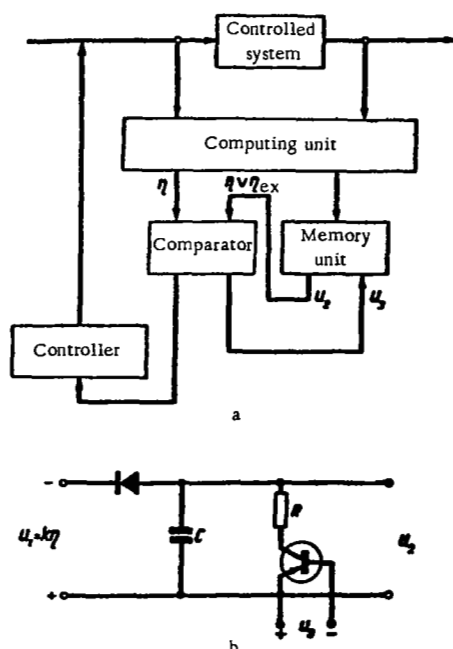 Controlled
system
Computing unit
η
η∨η_ex
Comparator
Memory
unit
u₂
u₃
Controller
a
-
u₁=kη
C
R
u₂
+
u₃
+ -
b